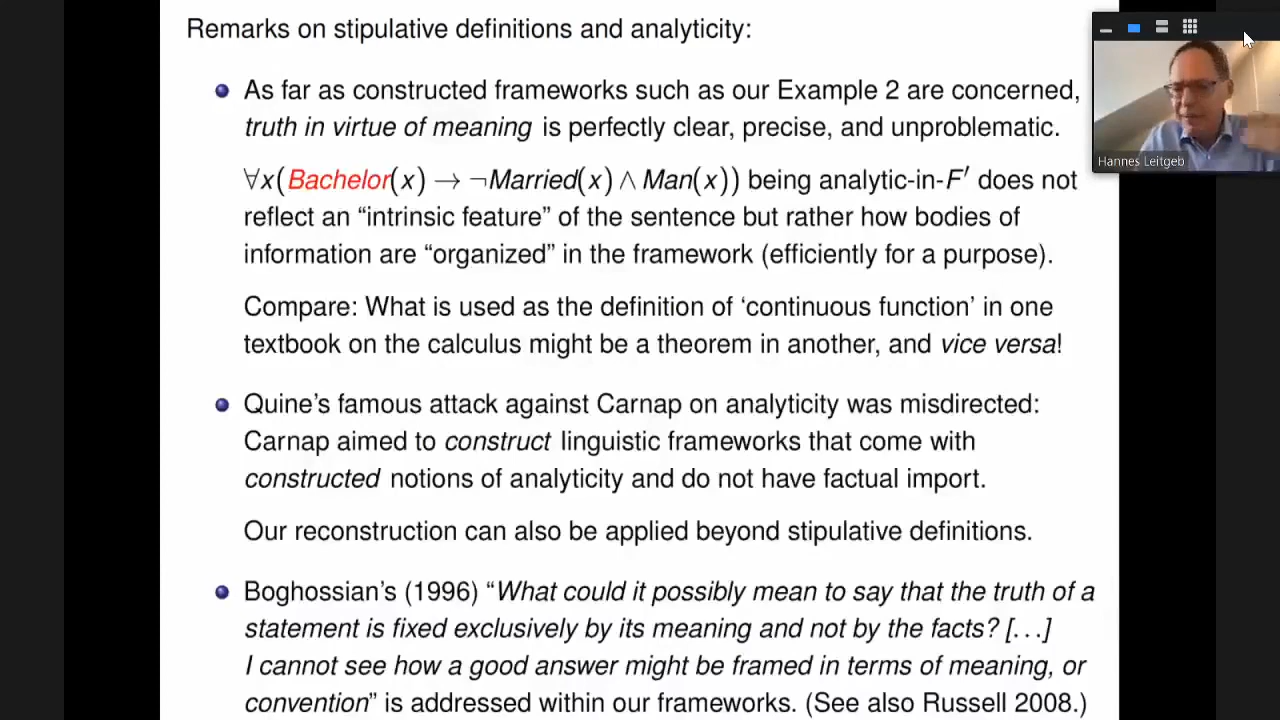 Remarks on stipulative definitions and analyticity:
As far as constructed frameworks such as our Example 2 are concerned,
truth in virtue of meaning is perfectly clear, precise, and unproblematic.
∀x(Bachelor(x) → ¬Married(x) ∧ Man(x)) being analytic-in-F′ does not
reflect an “intrinsic feature” of the sentence but rather how bodies of
information are “organized” in the framework (efficiently for a purpose).
Compare: What is used as the definition of ‘continuous function’ in one
textbook on the calculus might be a theorem in another, and vice versa!
Quine’s famous attack against Carnap on analyticity was misdirected:
Carnap aimed to construct linguistic frameworks that come with
constructed notions of analyticity and do not have factual import.
Our reconstruction can also be applied beyond stipulative definitions.
Boghossian’s (1996) “What could it possibly mean to say that the truth of a
statement is fixed exclusively by its meaning and not by the facts? [. . .]
I cannot see how a good answer might be framed in terms of meaning, or
convention” is addressed within our frameworks. (See also Russell 2008.)
Hannes Leitgeb